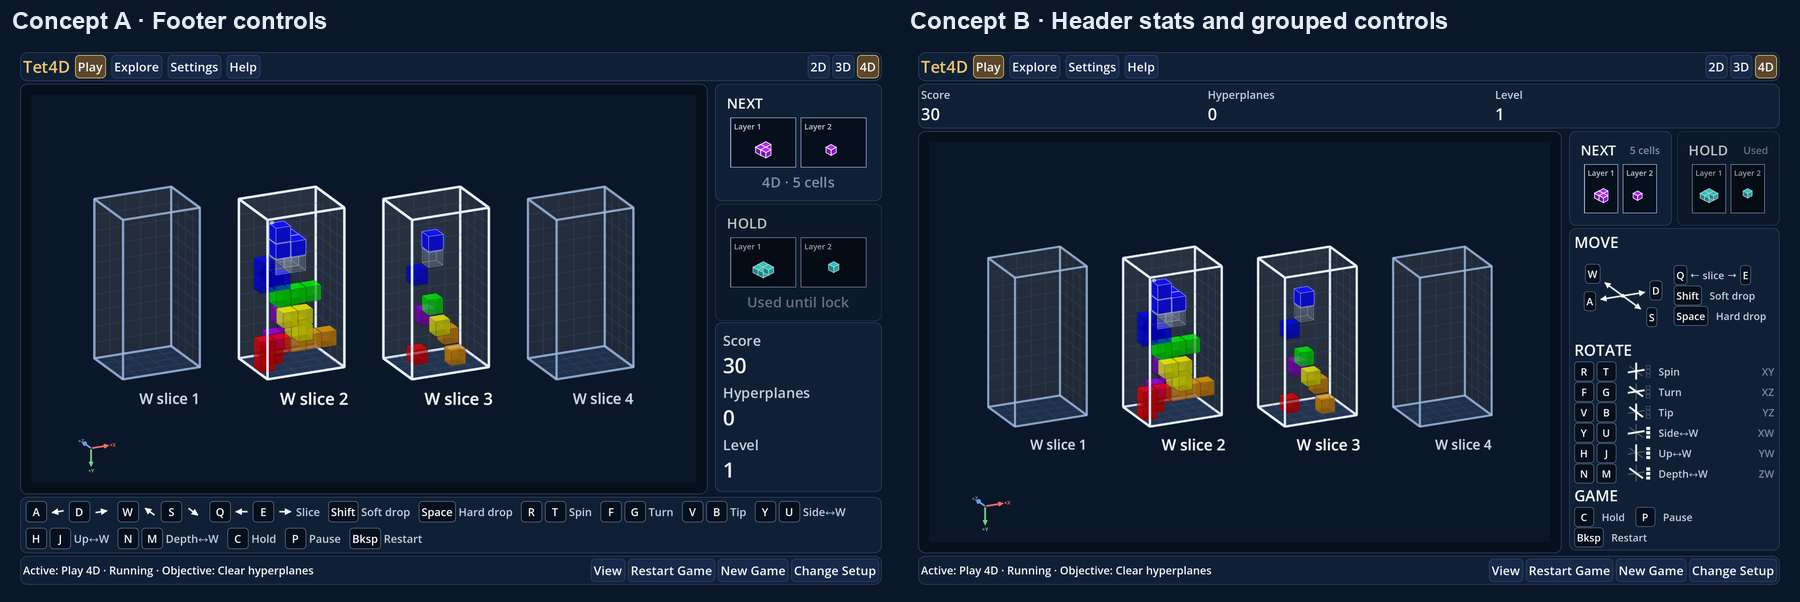 Concept A · Footer controls
Tet4D Play Explore Settings Help 2D 3D 4D
NEXT
Layer 1 Layer 2
4D · 5 cells
HOLD
Layer 1 Layer 2
Used until lock
Score
30
Hyperplanes
0
Level
1
W slice 1 W slice 2 W slice 3 W slice 4
+Z +X
+Y
A D W S Q E Slice Shift Soft drop Space Hard drop R T Spin F G Turn V B Tip Y U Side↔W
H J Up↔W N M Depth↔W C Hold P Pause Bksp Restart
Active: Play 4D · Running · Objective: Clear hyperplanes View Restart Game New Game Change Setup
Concept B · Header stats and grouped controls
Tet4D Play Explore Settings Help 2D 3D 4D
Score Hyperplanes Level
30 0 1
NEXT 5 cells HOLD Used
Layer 1 Layer 2 Layer 1 Layer 2
W slice 1 W slice 2 W slice 3 W slice 4
+Z +X
+Y
MOVE
W Q ← slice → E
A D Shift Soft drop
S Space Hard drop
ROTATE
R T Spin XY
F G Turn XZ
V B Tip YZ
Y U Side↔W XW
H J Up↔W YW
N M Depth↔W ZW
GAME
C Hold P Pause
Bksp Restart
Active: Play 4D · Running · Objective: Clear hyperplanes View Restart Game New Game Change Setup